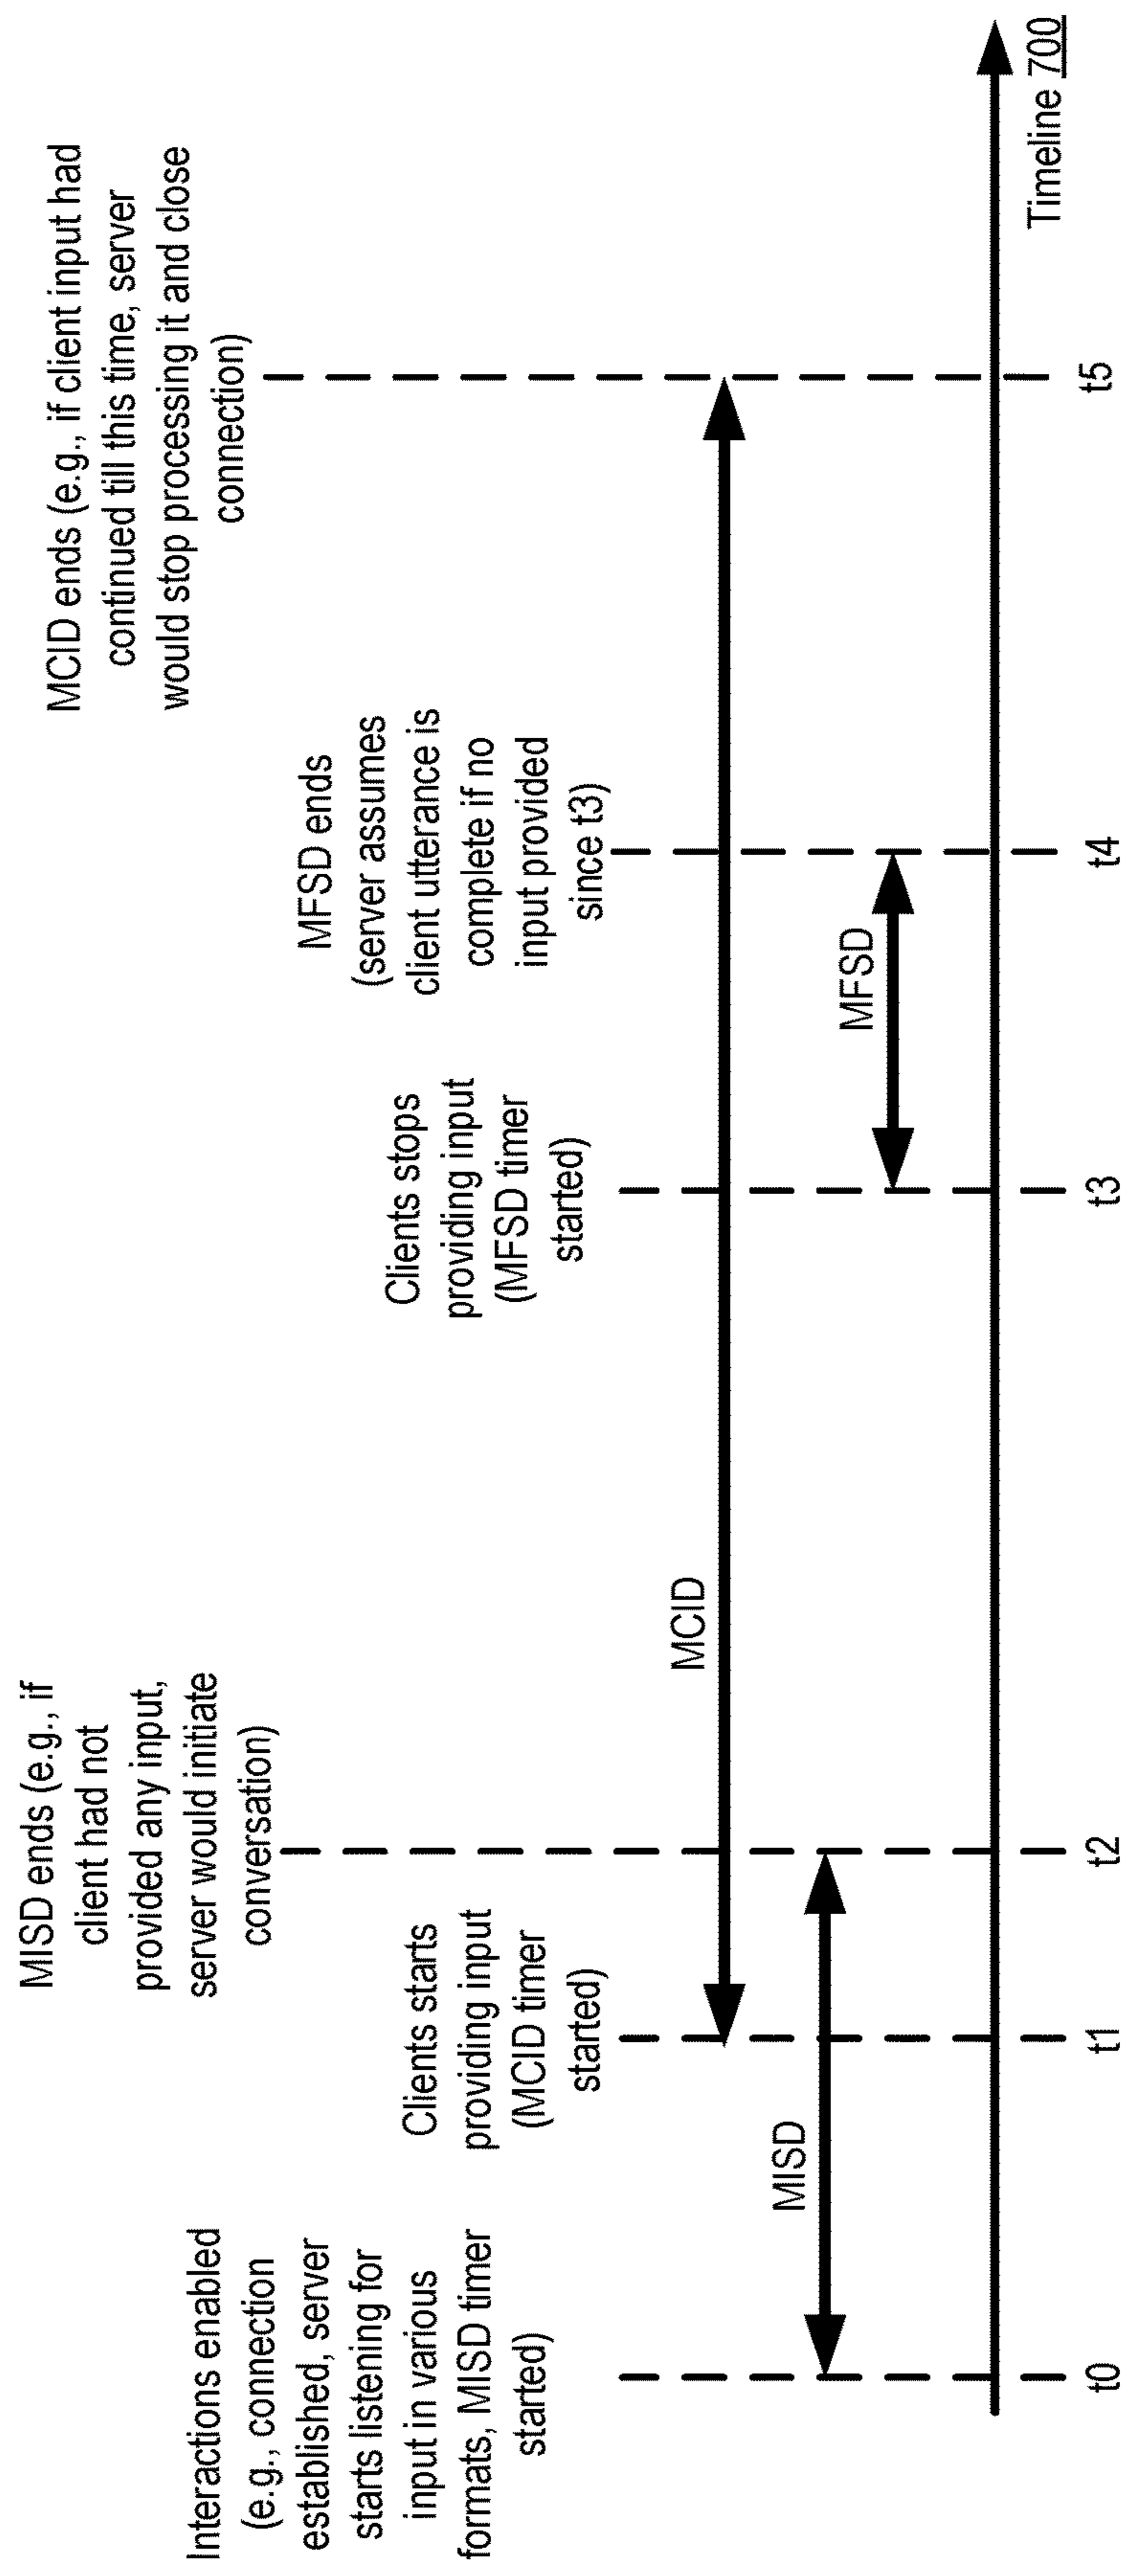 Interactions enabled
(e.g., connection
established, server
starts listening for
input in various
formats, MISD timer
started)
Clients starts
providing input
(MCID timer
started)
MISD ends (e.g., if
client had not
provided any input,
server would initiate
conversation)
Clients stops
providing input
(MFSD timer
started)
MFSD ends
(server assumes
client utterance is
complete if no
input provided
since t3)
MCID ends (e.g., if client input had
continued till this time, server
would stop processing it and close
connection)
MCID
MISD
MFSD
t0
t1
t2
t3
t4
t5
Timeline 700